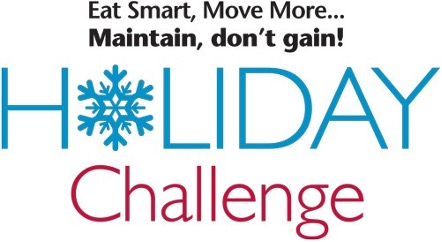 Eat Smart, Move More...
Maintain, don't gain!
HOLIDAY
Challenge